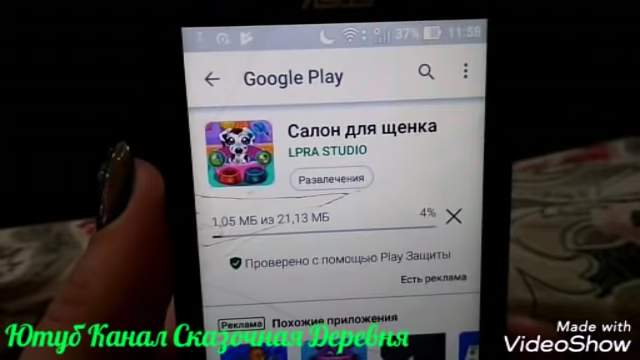 37% 11:58
Google Play
Салон для щенка
LPRA STUDIO
Развлечения
1,05 МБ из 21,13 МБ 4%
Проверено с помощью Play Защиты
Есть реклама
Реклама Похожие приложения
Ютуб Канал Сказочная Деревня
Made with
VideoShow